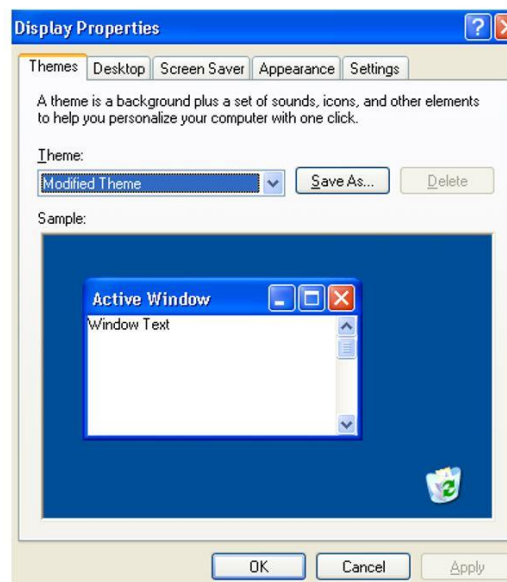 Display Properties
Themes Desktop Screen Saver Appearance Settings
A theme is a background plus a set of sounds, icons, and other elements
to help you personalize your computer with one click.
Theme:
Modified Theme Save As... Delete
Sample:
Active Window
Window Text
OK Cancel Apply